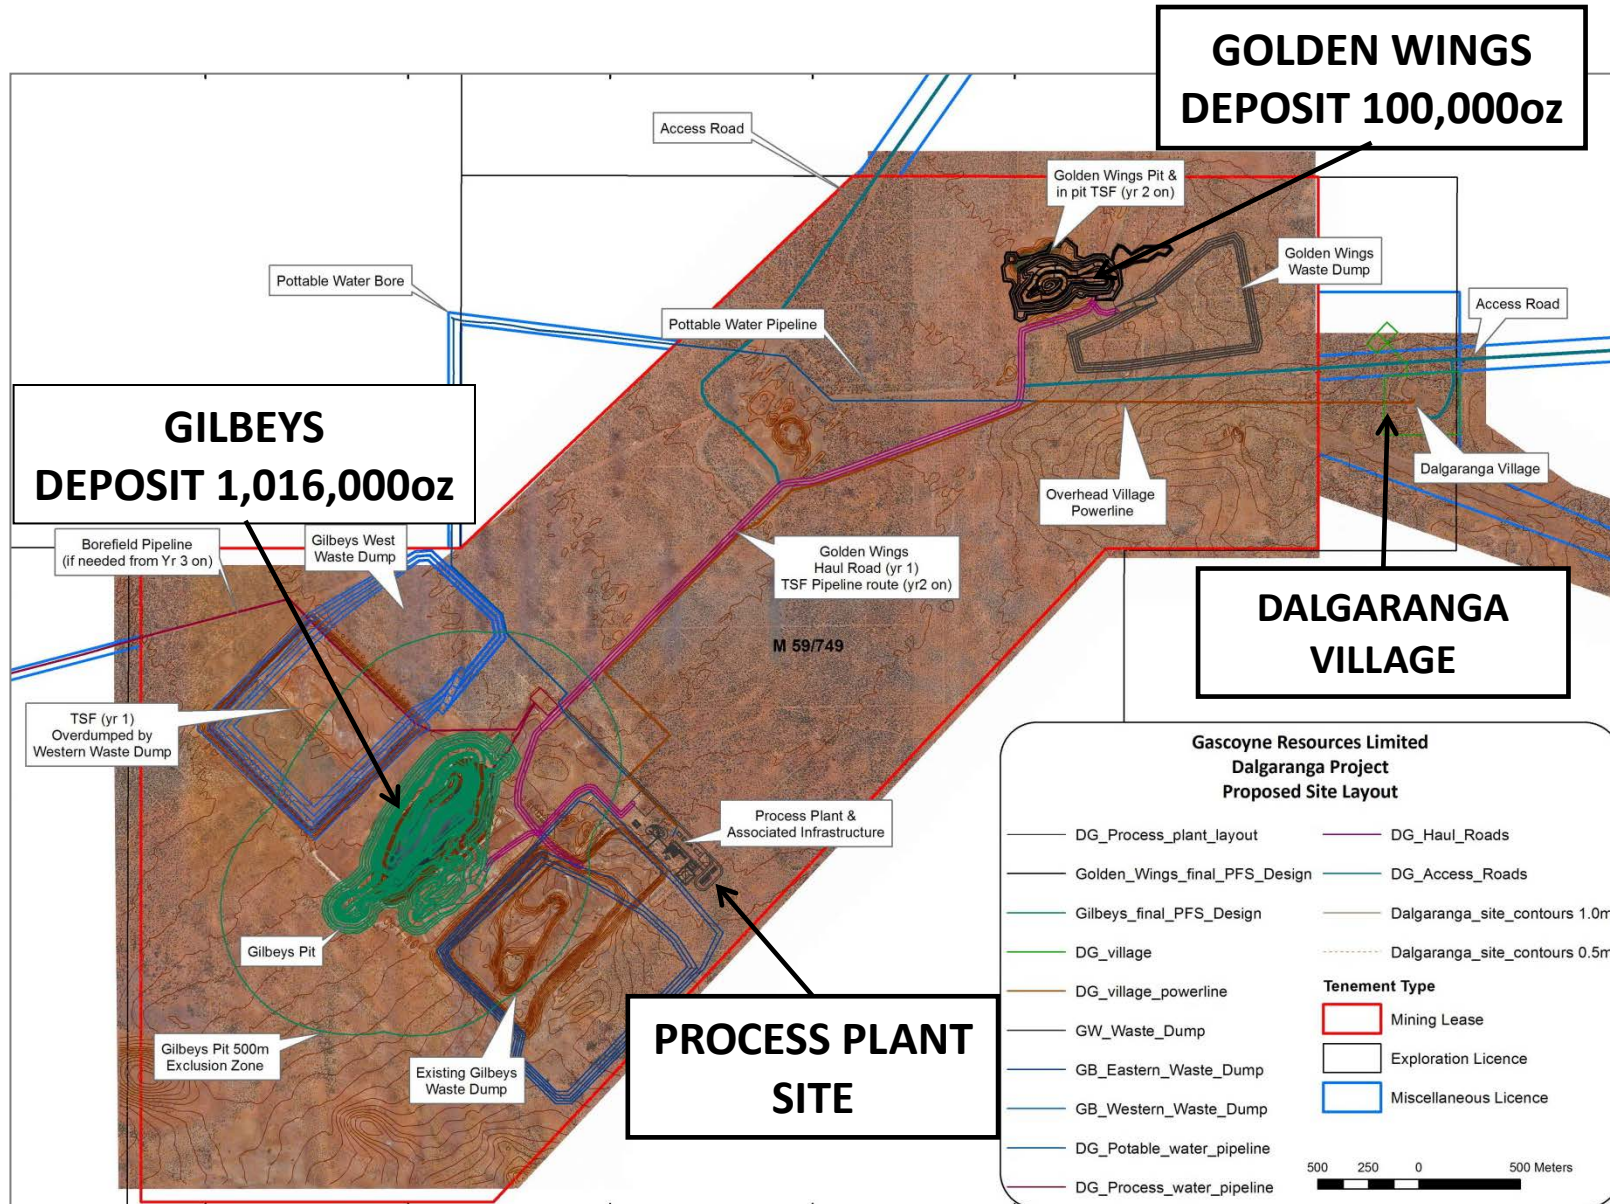 GOLDEN WINGS
DEPOSIT 100,000oz
Access Road
Golden Wings Pit &
in pit TSF (yr 2 on)
Golden Wings
Waste Dump
Pottable Water Bore
Access Road
Pottable Water Pipeline
GILBEYS
DEPOSIT 1,016,000oz
Dalgaranga Village
Overhead Village
Powerline
Borefield Pipeline
(if needed from Yr 3 on)
Gilbeys West
Waste Dump
Golden Wings
Haul Road (yr 1)
TSF Pipeline route (yr2 on)
DALGARANGA
VILLAGE
M 59/749
TSF (yr 1)
Overdumped by
Western Waste Dump
Process Plant &
Associated Infrastructure
Gilbeys Pit
PROCESS PLANT
SITE
Gilbeys Pit 500m
Exclusion Zone
Existing Gilbeys
Waste Dump
Gascoyne Resources Limited
Dalgaranga Project
Proposed Site Layout
DG_Process_plant_layout
Golden_Wings_final_PFS_Design
Gilbeys_final_PFS_Design
DG_village
DG_village_powerline
GW_Waste_Dump
GB_Eastern_Waste_Dump
GB_Western_Waste_Dump
DG_Potable_water_pipeline
DG_Process_water_pipeline
DG_Haul_Roads
DG_Access_Roads
Dalgaranga_site_contours 1.0m
Dalgaranga_site_contours 0.5m
Tenement Type
Mining Lease
Exploration Licence
Miscellaneous Licence
500 250 0 500 Meters